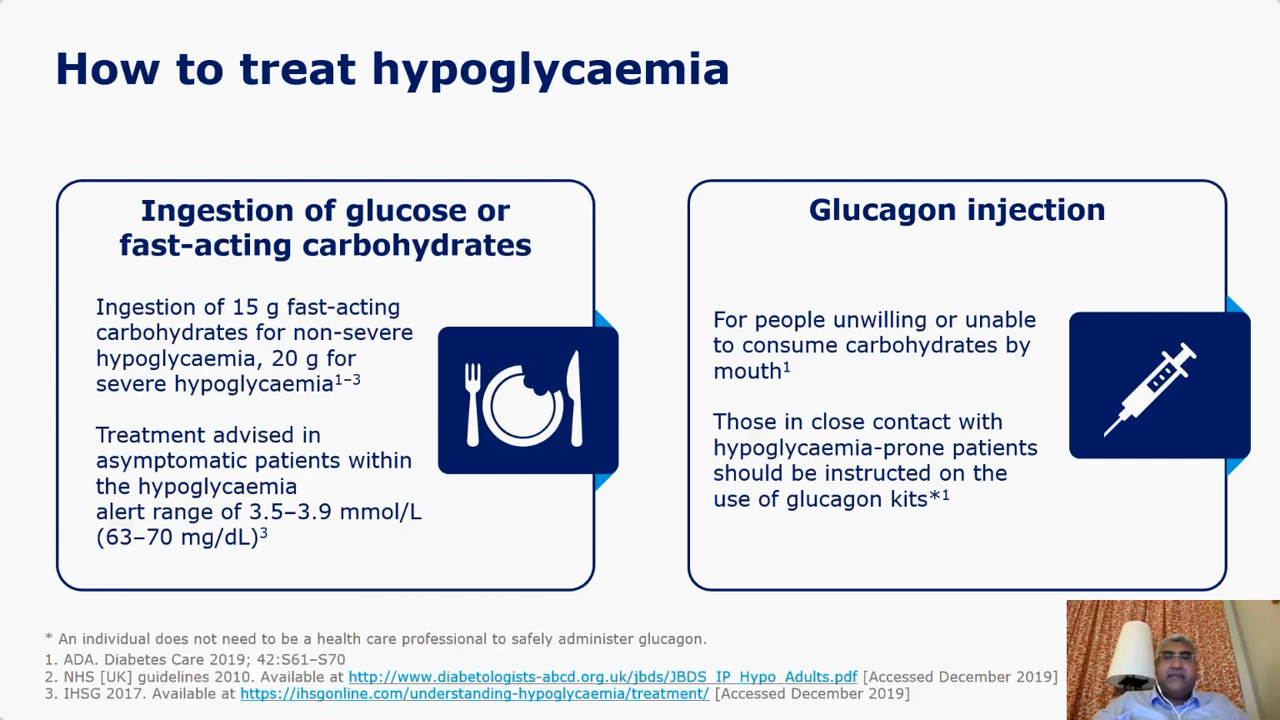 How to treat hypoglycaemia
Ingestion of glucose or
fast-acting carbohydrates
Ingestion of 15 g fast-acting
carbohydrates for non-severe
hypoglycaemia, 20 g for
severe hypoglycaemia¹⁻³
Treatment advised in
asymptomatic patients within
the hypoglycaemia
alert range of 3.5–3.9 mmol/L
(63–70 mg/dL)³
Glucagon injection
For people unwilling or unable
to consume carbohydrates by
mouth¹
Those in close contact with
hypoglycaemia-prone patients
should be instructed on the
use of glucagon kits*¹
* An individual does not need to be a health care professional to safely administer glucagon.
1. ADA. Diabetes Care 2019; 42:S61–S70
2. NHS [UK] guidelines 2010. Available at http://www.diabetologists-abcd.org.uk/jbds/JBDS_IP_Hypo_Adults.pdf [Accessed December 2019]
3. IHSG 2017. Available at https://ihsgonline.com/understanding-hypoglycaemia/treatment/ [Accessed December 2019]